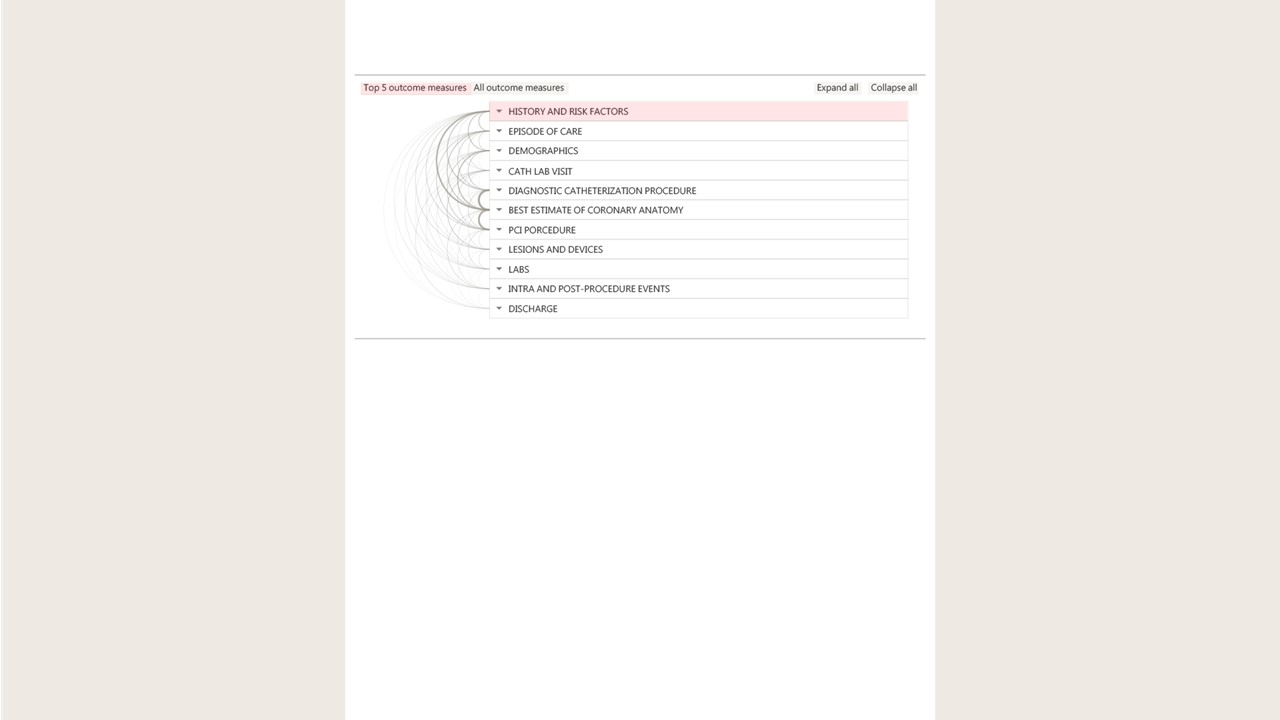 Top 5 outcome measures All outcome measures Expand all Collapse all
HISTORY AND RISK FACTORS
EPISODE OF CARE
DEMOGRAPHICS
CATH LAB VISIT
DIAGNOSTIC CATHETERIZATION PROCEDURE
BEST ESTIMATE OF CORONARY ANATOMY
PCI PORCEDURE
LESIONS AND DEVICES
LABS
INTRA AND POST-PROCEDURE EVENTS
DISCHARGE